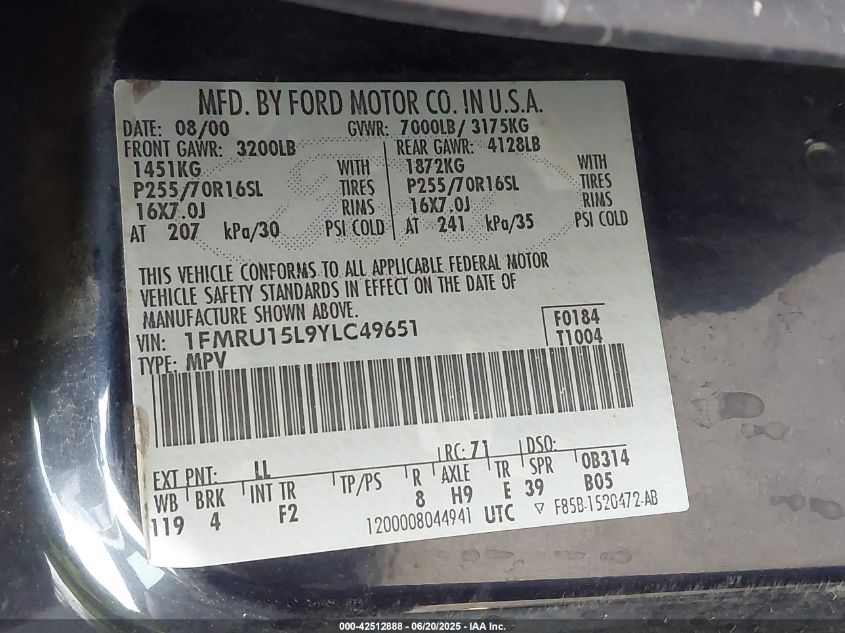 MFD. BY FORD MOTOR CO. IN U.S.A.
DATE: 08/00 GVWR: 7000LB/ 3175KG
FRONT GAWR: 3200LB REAR GAWR: 4128LB
1451KG WITH 1872KG WITH
P255/70R16SL TIRES P255/70R16SL TIRES
16X7.0J RIMS 16X7.0J RIMS
AT 207 kPa/30 PSI COLD AT 241 kPa/35 PSI COLD
THIS VEHICLE CONFORMS TO ALL APPLICABLE FEDERAL MOTOR
VEHICLE SAFETY STANDARDS IN EFFECT ON THE DATE OF
MANUFACTURE SHOWN ABOVE.
VIN: 1FMRU15L9YLC49651 F0184
TYPE: MPV T1004
EXT PNT: LL RC: 71 DSO:
WB BRK INT TR TP/PS R AXLE TR SPR 0B314
119 4 F2 8 H9 E 39 B05
1200008044941 UTC ▽ F85B-1520472-AB
000-42512888 - 06/20/2025 - IAA Inc.